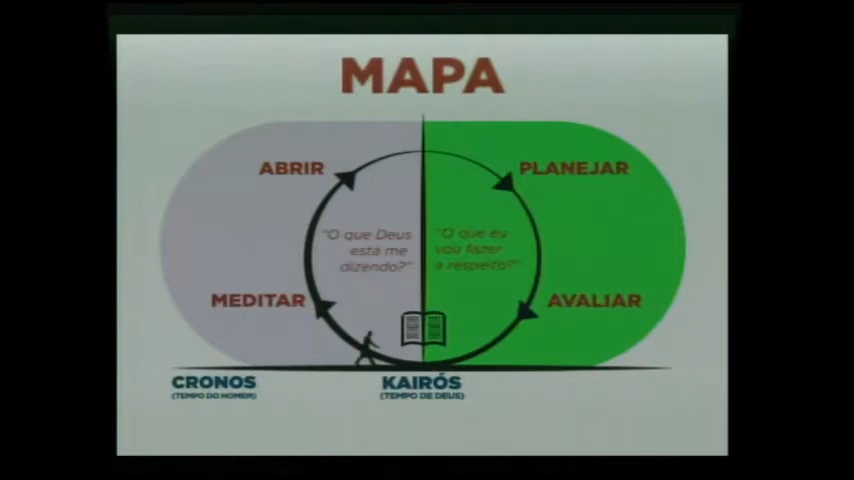 MAPA
ABRIR
PLANEJAR
"O que Deus
está me
dizendo?"
"O que eu
vou fazer
a respeito?"
MEDITAR
AVALIAR
CRONOS
(TEMPO DO HOMEM)
KAIRÓS
(TEMPO DE DEUS)